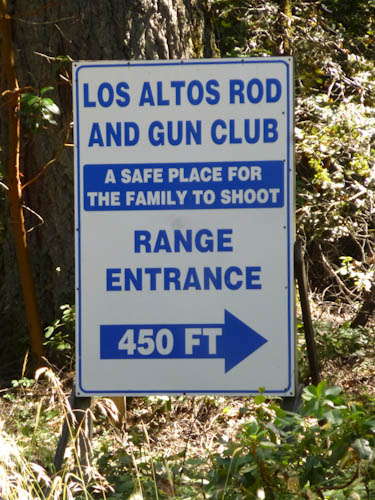 LOS ALTOS ROD
AND GUN CLUB
A SAFE PLACE FOR
THE FAMILY TO SHOOT
RANGE
ENTRANCE
450 FT